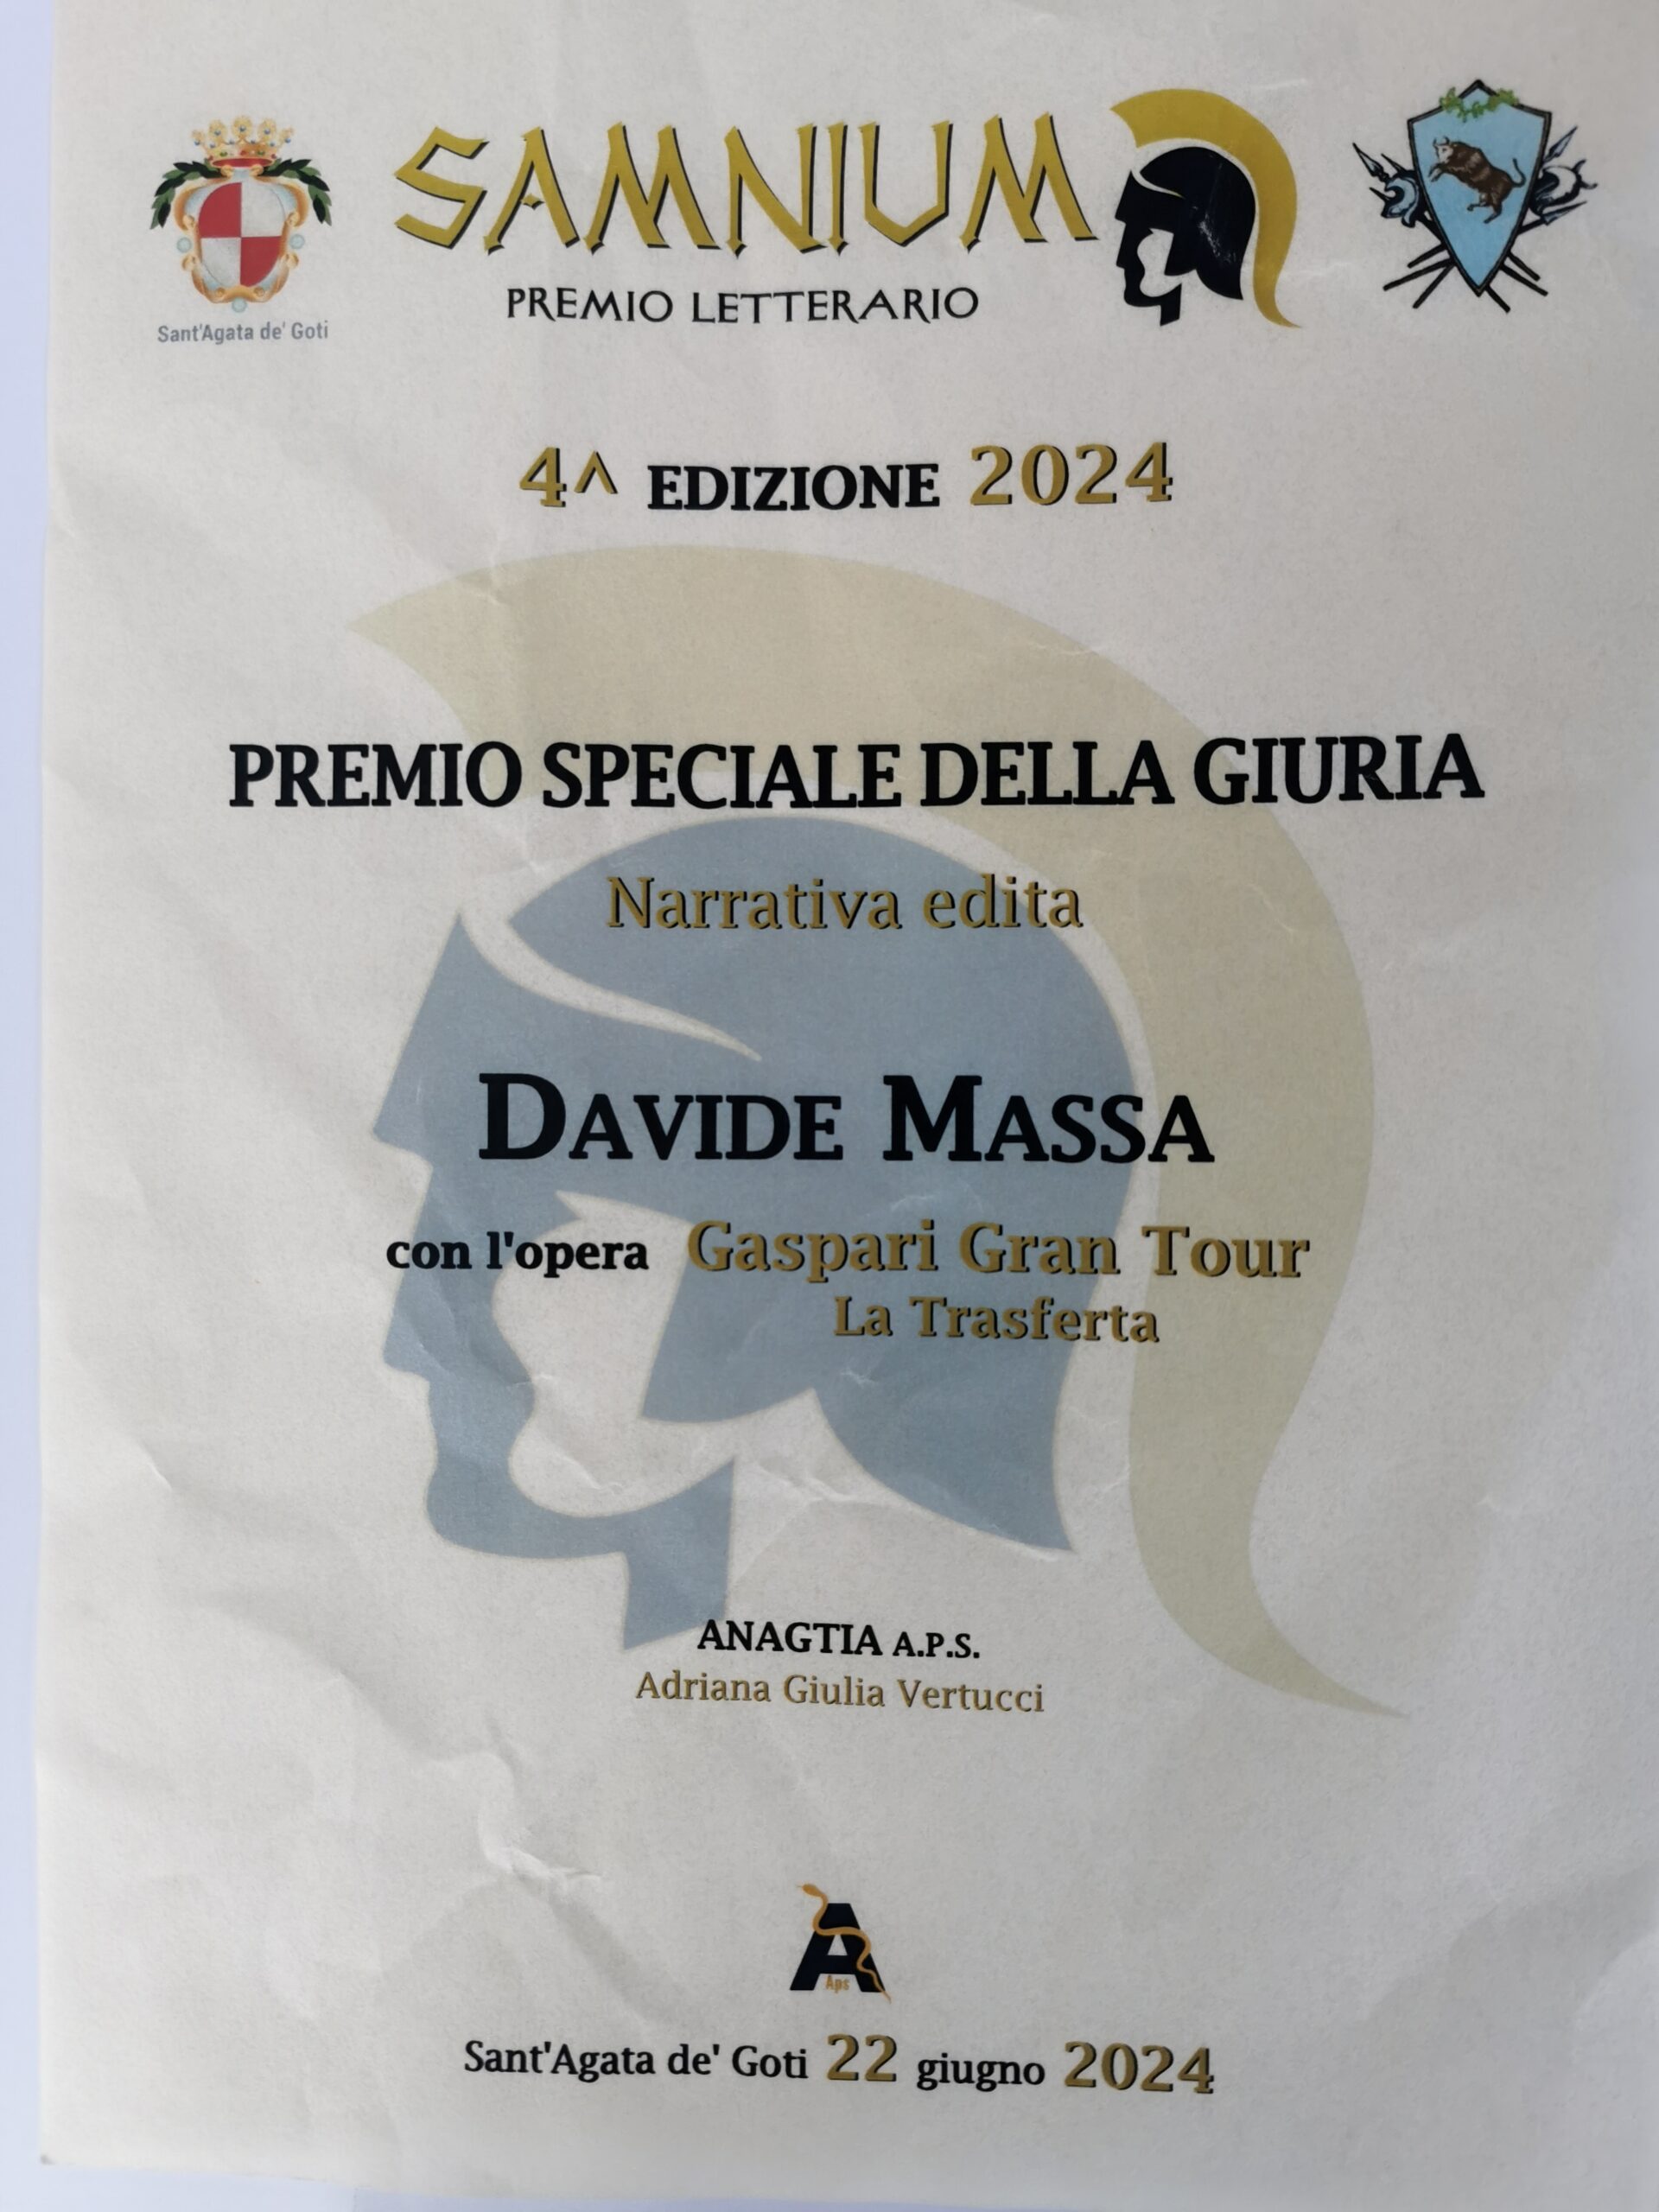 SAMNIUM
PREMIO LETTERARIO
Sant'Agata de' Goti
4^ EDIZIONE 2024
PREMIO SPECIALE DELLA GIURIA
Narrativa edita
DAVIDE MASSA
con l'opera Gaspari Gran Tour
La Trasferta
ANAGTIA A.P.S.
Adriana Giulia Vertucci
A
Aps
Sant'Agata de' Goti 22 giugno 2024